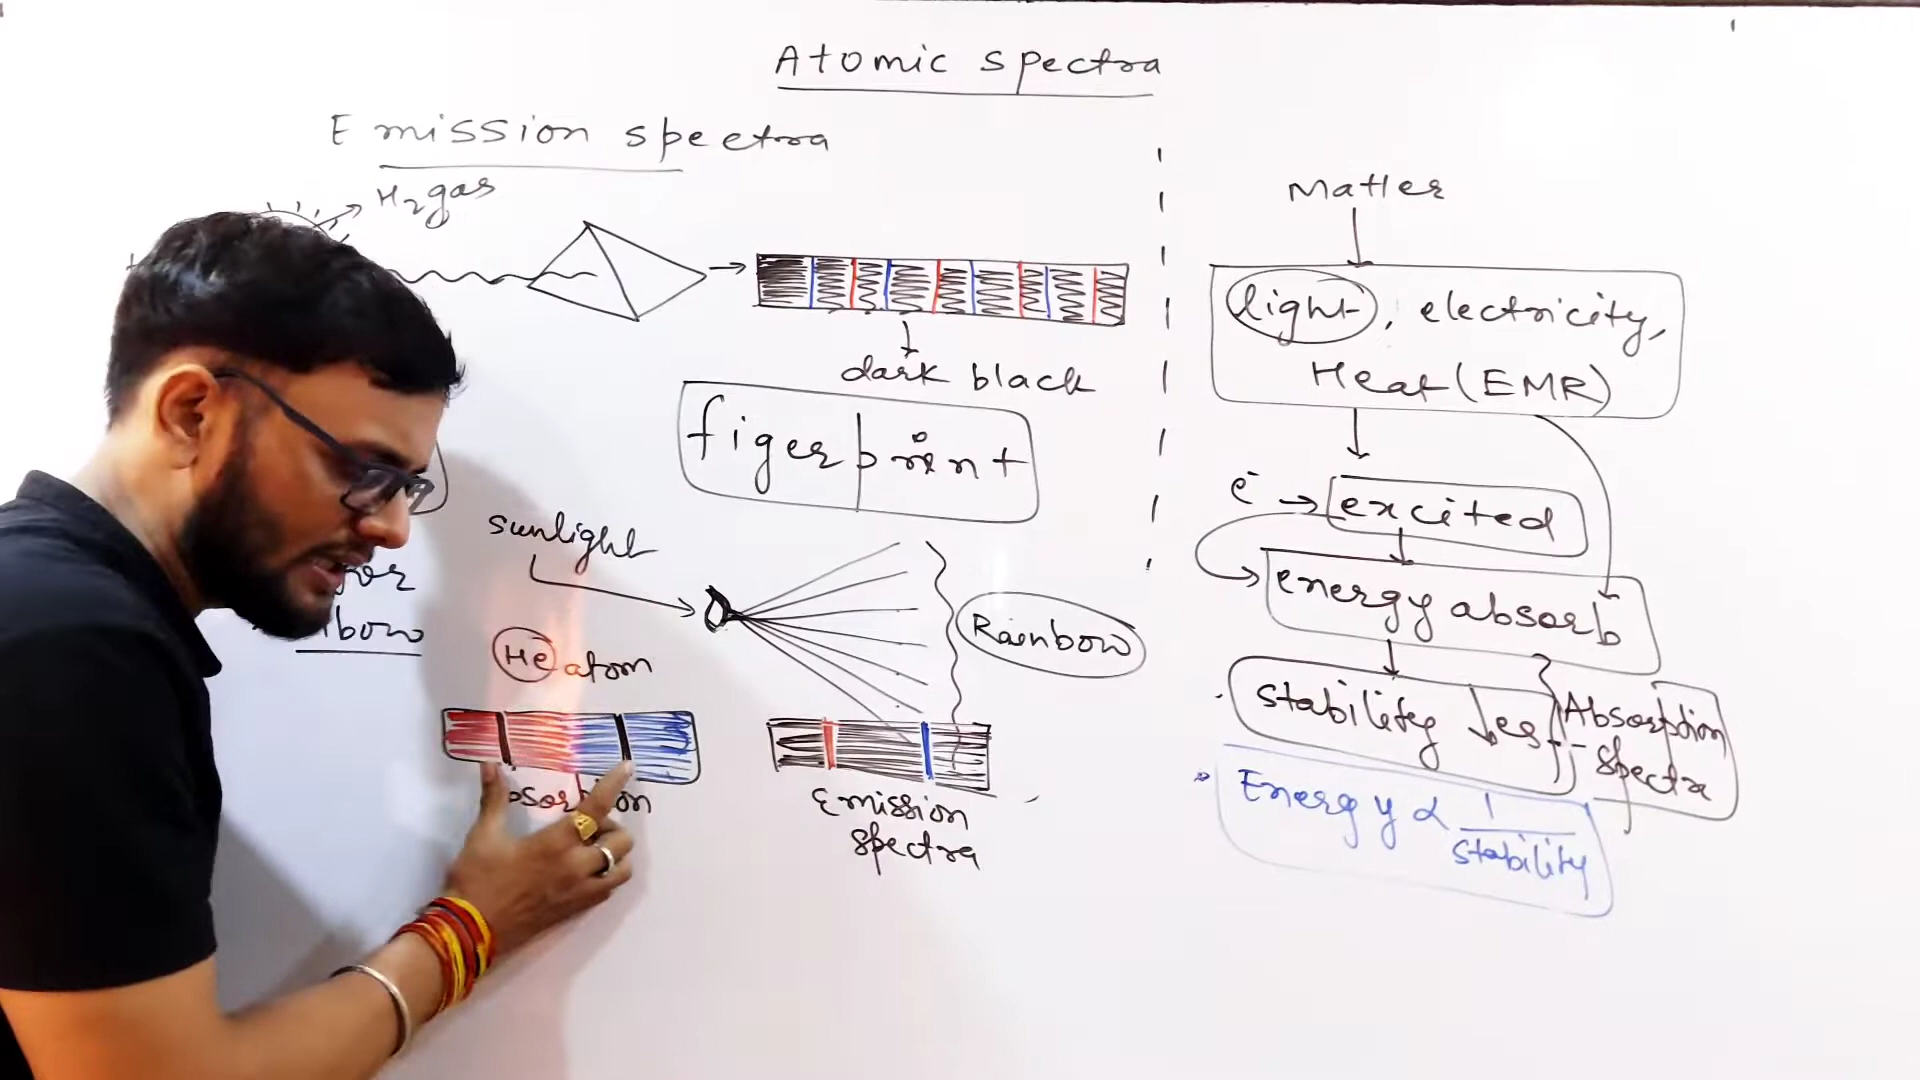 Atomic spectra
Emission spectra
H2 gas
dark black
figerprint
sunlight
Rainbow
He atom
Emission
spectra
Matter
light, electricity,
Heat (EMR)
e- → excited
energy absorb
stability less
Absorption
spectra
Energy ∝ 1/stability